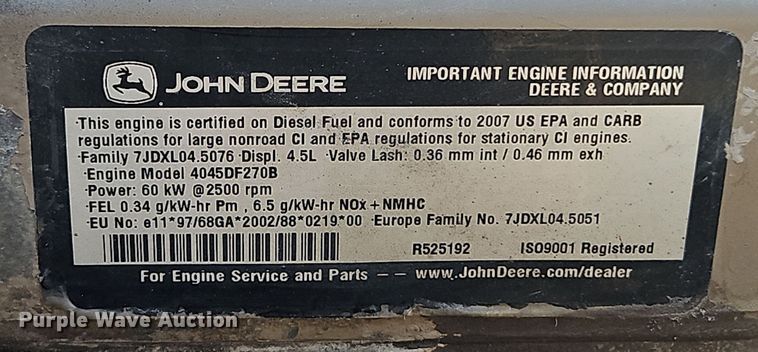 JOHN DEERE
IMPORTANT ENGINE INFORMATION
DEERE & COMPANY
This engine is certified on Diesel Fuel and conforms to 2007 US EPA and CARB
regulations for large nonroad CI and EPA regulations for stationary CI engines.
Family 7JDXL04.5076 Displ. 4.5L Valve Lash: 0.36 mm int / 0.46 mm exh
Engine Model 4045DF270B
Power: 60 kW @2500 rpm
FEL 0.34 g/kW-hr Pm , 6.5 g/kW-hr NOx + NMHC
EU No: e11*97/68GA*2002/88*0219*00 Europe Family No. 7JDXL04.5051
R525192 ISO9001 Registered
For Engine Service and Parts – – www.JohnDeere.com/dealer
Purple Wave Auction